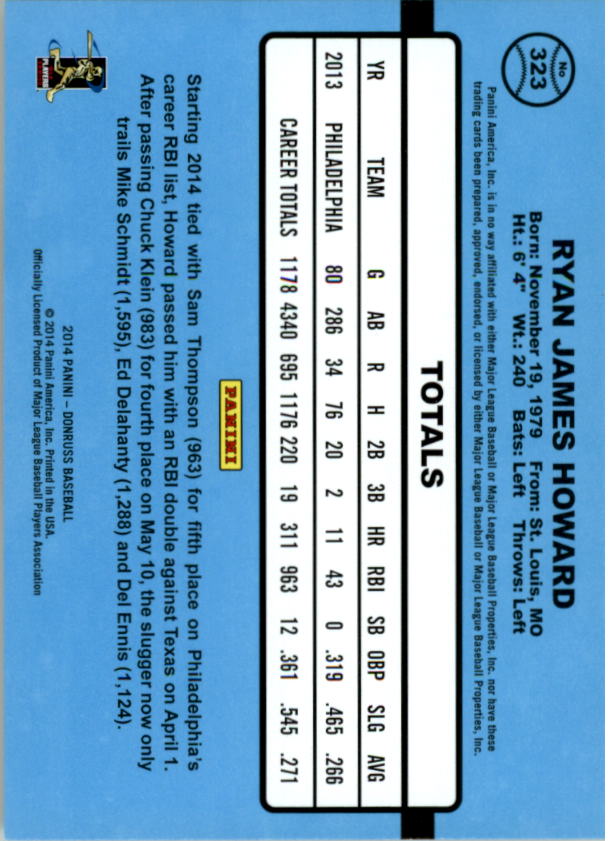 No
323
RYAN JAMES HOWARD
Born: November 19, 1979 From: St. Louis, MO
Ht.: 6' 4" Wt.: 240 Bats: Left Throws: Left
Panini America, Inc. is in no way affiliated with either Major League Baseball or Major League Baseball Properties, Inc. nor have these
trading cards been prepared, approved, endorsed, or licensed by either Major League Baseball or Major League Baseball Properties, Inc.
TOTALS
YR TEAM G AB R H 2B 3B HR RBI SB OBP SLG AVG
2013 PHILADELPHIA 80 286 34 76 20 2 11 43 0 .319 .465 .266
CAREER TOTALS 1178 4340 695 1176 220 19 311 963 12 .361 .545 .271
PANINI
Starting 2014 tied with Sam Thompson (963) for fifth place on Philadelphia's
career RBI list, Howard passed him with an RBI double against Texas on April 1.
After passing Chuck Klein (983) for fourth place on May 10, the slugger now only
trails Mike Schmidt (1,595), Ed Delahanty (1,288) and Del Ennis (1,124).
PLAYERS
2014 PANINI - DONRUSS BASEBALL
© 2014 Panini America, Inc. Printed in the USA.
Officially Licensed Product of Major League Baseball Players Association